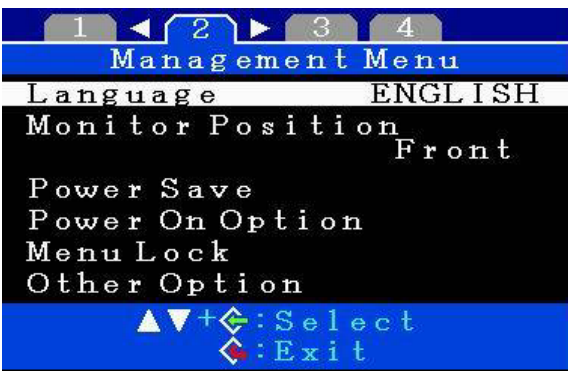 1 ◀ 2 ▶ 3 4
Management Menu
Language ENGLISH
Monitor Position
Front
Power Save
Power On Option
Menu Lock
Other Option
▲▼+ :Select
:Exit